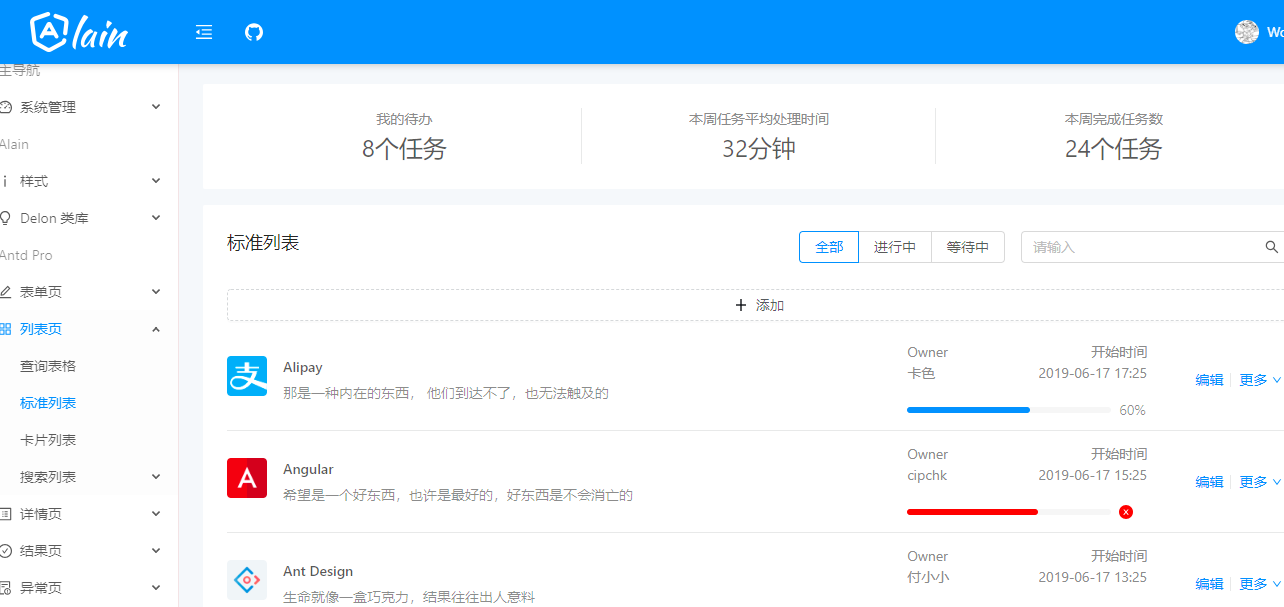 Alain
Wo
主导航
系统管理
Alain
样式
Delon 类库
Antd Pro
表单页
列表页
查询表格
标准列表
卡片列表
搜索列表
详情页
结果页
异常页
我的待办
8个任务
本周任务平均处理时间
32分钟
本周完成任务数
24个任务
标准列表
全部 进行中 等待中 请输入
+ 添加
Alipay
那是一种内在的东西， 他们到达不了，也无法触及的
Owner
卡色
开始时间
2019-06-17 17:25
60%
编辑 更多
Angular
希望是一个好东西，也许是最好的，好东西是不会消亡的
Owner
cipchk
开始时间
2019-06-17 15:25
编辑 更多
Ant Design
生命就像一盒巧克力，结果往往出人意料
Owner
付小小
开始时间
2019-06-17 13:25
编辑 更多